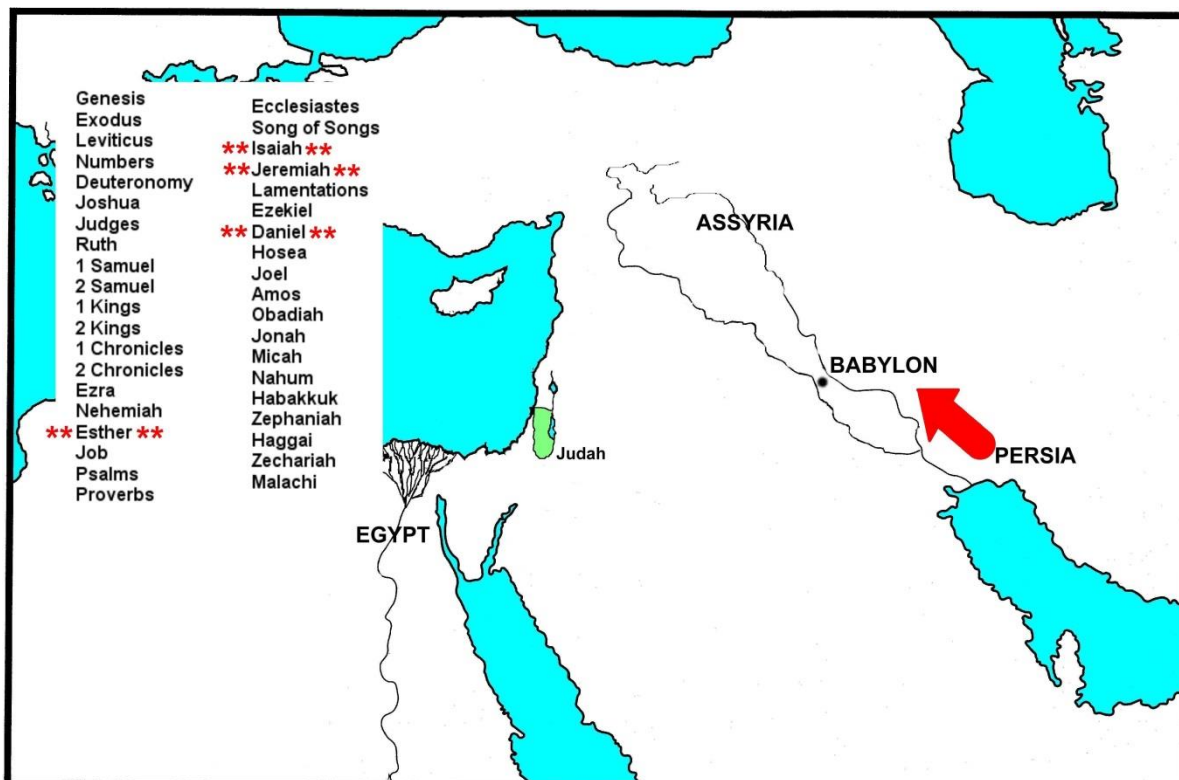 Genesis
Exodus
Leviticus
Numbers
Deuteronomy
Joshua
Judges
Ruth
1 Samuel
2 Samuel
1 Kings
2 Kings
1 Chronicles
2 Chronicles
Ezra
Nehemiah
** Esther **
Job
Psalms
Proverbs
Ecclesiastes
Song of Songs
** Isaiah **
** Jeremiah **
Lamentations
Ezekiel
** Daniel **
Hosea
Joel
Amos
Obadiah
Jonah
Micah
Nahum
Habakkuk
Zephaniah
Haggai
Zechariah
Malachi
ASSYRIA
BABYLON
Judah
PERSIA
EGYPT